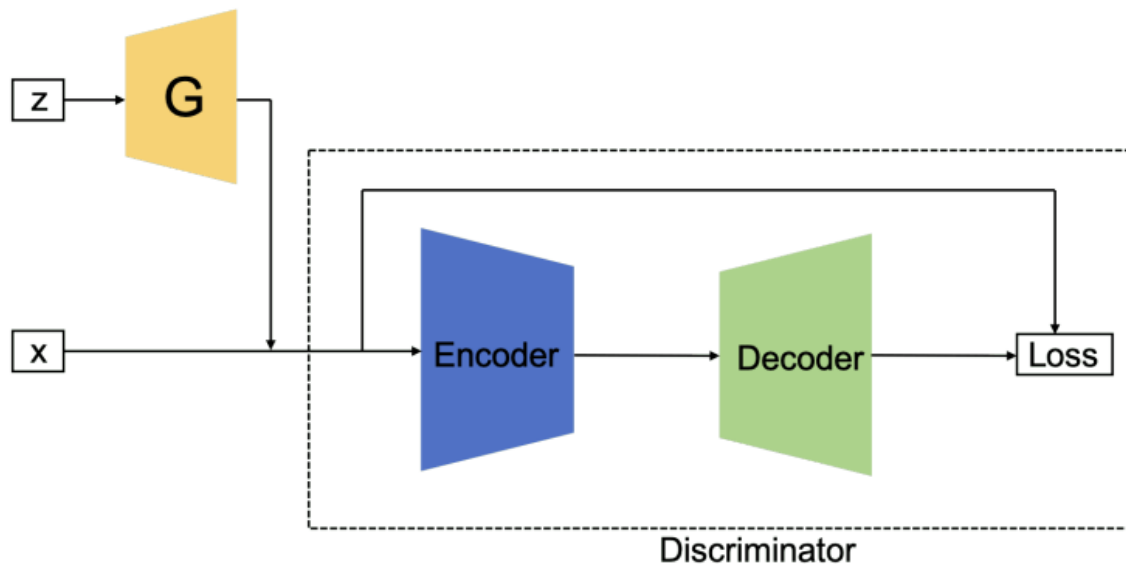 z
G
x
Encoder
Decoder
Loss
Discriminator